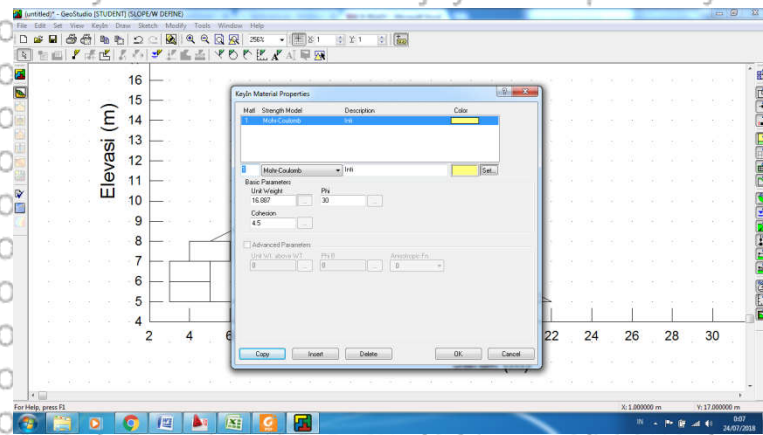 (untitled)* - GeoStudio [STUDENT] (SLOPE/W DEFINE)
File Edit Set View KeyIn Draw Sketch Modify Tools Window Help
256%
1
1
KeyIn Material Properties
Matl Strength Model Description Color
1 Mohr-Coulomb Inti
1 Mohr-Coulomb Inti Set...
Basic Parameters
Unit Weight Phi
16.887 ... 30 ...
Cohesion
4.5 ...
Advanced Parameters
Unit Wt. above WT Phi B Anisotropic Fn.
0 ... 0 ... 0
Copy Insert Delete OK Cancel
Elevasi (m)
16
15
14
13
12
11
10
9
8
7
6
5
4
2 4 6 22 24 26 28 30
For Help, press F1 X: 1.000000 m Y: 17.000000 m
IN 0:07
24/07/2018